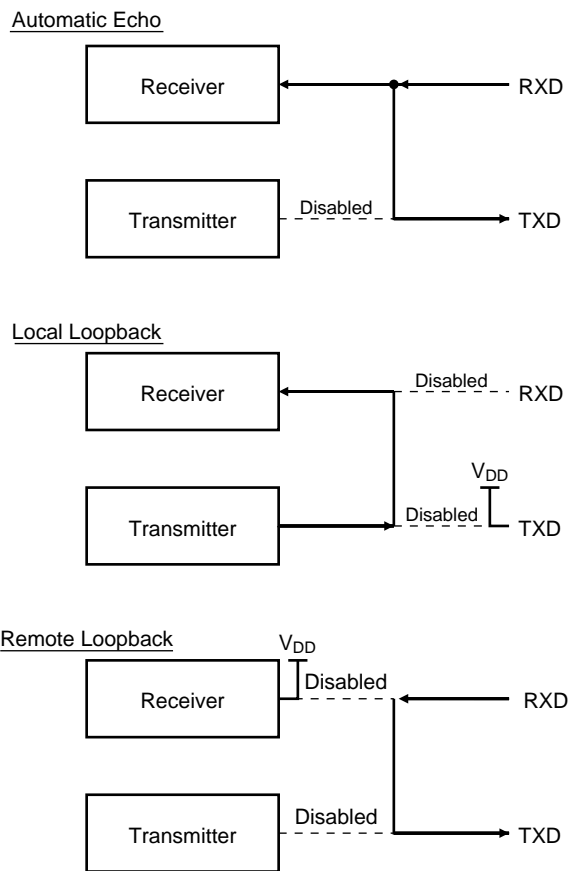 Automatic Echo
Receiver
RXD
Transmitter
Disabled
TXD
Local Loopback
Receiver
Disabled
RXD
VDD
Transmitter
Disabled
TXD
Remote Loopback
VDD
Receiver
Disabled
RXD
Transmitter
Disabled
TXD